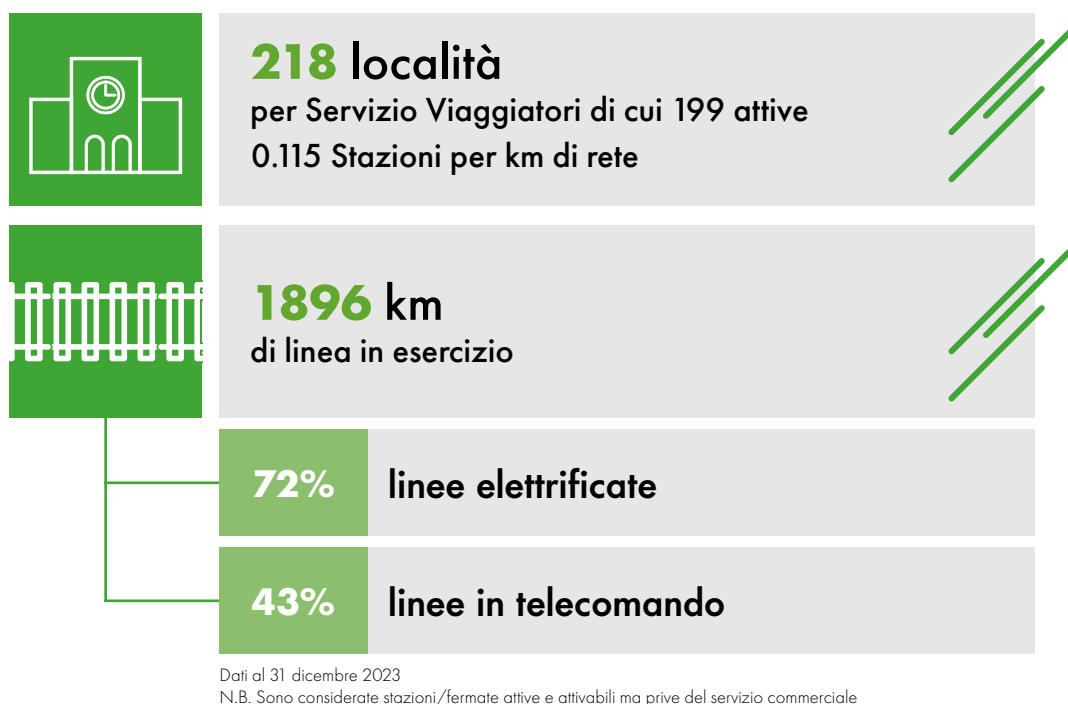 218 località
per Servizio Viaggiatori di cui 199 attive
0.115 Stazioni per km di rete
1896 km
di linea in esercizio
72% linee elettrificate
43% linee in telecomando
Dati al 31 dicembre 2023
N.B. Sono considerate stazioni/fermate attive e attivabili ma prive del servizio commerciale